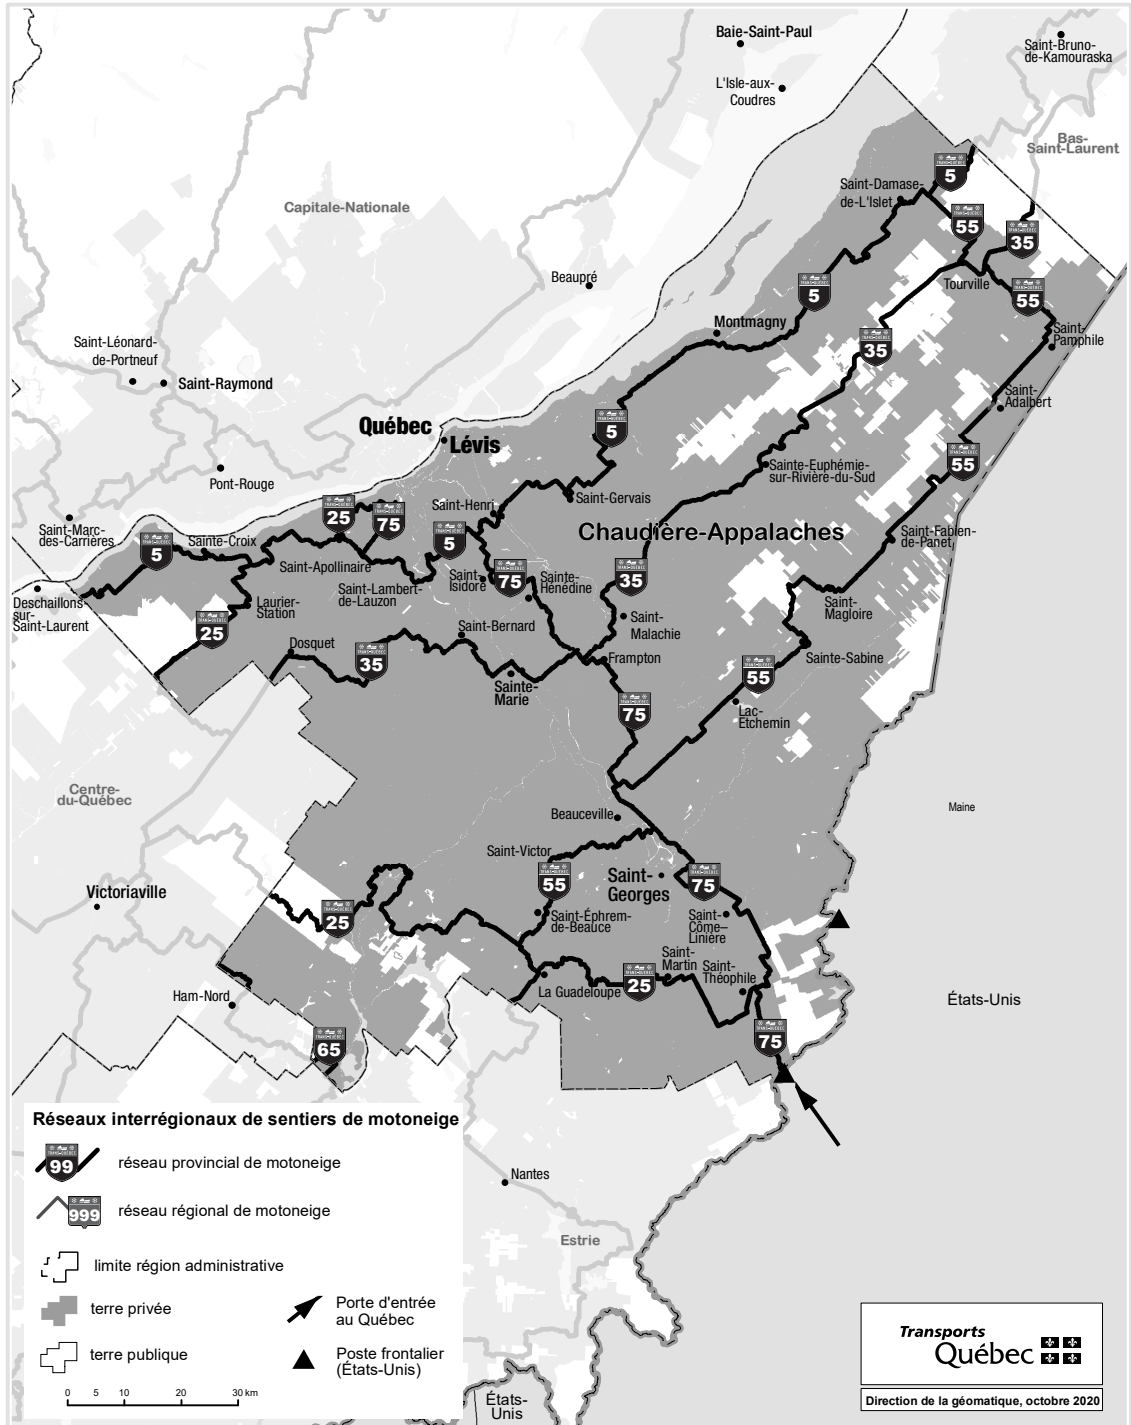 Baie-Saint-Paul
Saint-Bruno-
de-Kamouraska
L'Isle-aux-
Coudres
Bas-
Saint-Laurent
Capitale-Nationale
5
Saint-Damase-
de-L'Islet
55
35
Beaupré
Tourville
5
55
Montmagny
Saint-
Pamphile
35
Saint-Léonard-
de-Portneuf
Saint-Raymond
Saint-
Adalbert
Québec
Lévis
5
55
Sainte-Euphémie-
sur-Rivière-du-Sud
Pont-Rouge
Saint-Henri
Saint-Gervais
25
75
Saint-Marc-
des-Carrières
Chaudière-Appalaches
Saint-Fabien-
de-Panet
5
Sainte-Croix
5
Saint-Apollinaire
Saint-Lambert-
de-Lauzon
Saint-
Isidore
75
Sainte-
Hénédine
35
Saint-
Magloire
Deschaillons-
sur-
Saint-Laurent
Laurier-
Station
25
Saint-Bernard
Saint-
Malachie
Dosquet
35
Frampton
Sainte-Sabine
Sainte-
Marie
55
75
Lac-
Etchemin
Centre-
du-Québec
Maine
Beauceville
Saint-Victor
55
Saint-
Georges
75
Victoriaville
25
Saint-Éphrem-
de-Beauce
Saint-
Côme–
Linière
Saint-
Martin
Saint-
Théophile
La Guadeloupe
25
Ham-Nord
États-Unis
65
75
Réseaux interrégionaux de sentiers de motoneige
99
réseau provincial de motoneige
999
réseau régional de motoneige
limite région administrative
terre privée
terre publique
Porte d'entrée
au Québec
Poste frontalier
(États-Unis)
0 5 10 20 30 km
Nantes
Estrie
États-
Unis
Transports
Québec
Direction de la géomatique, octobre 2020